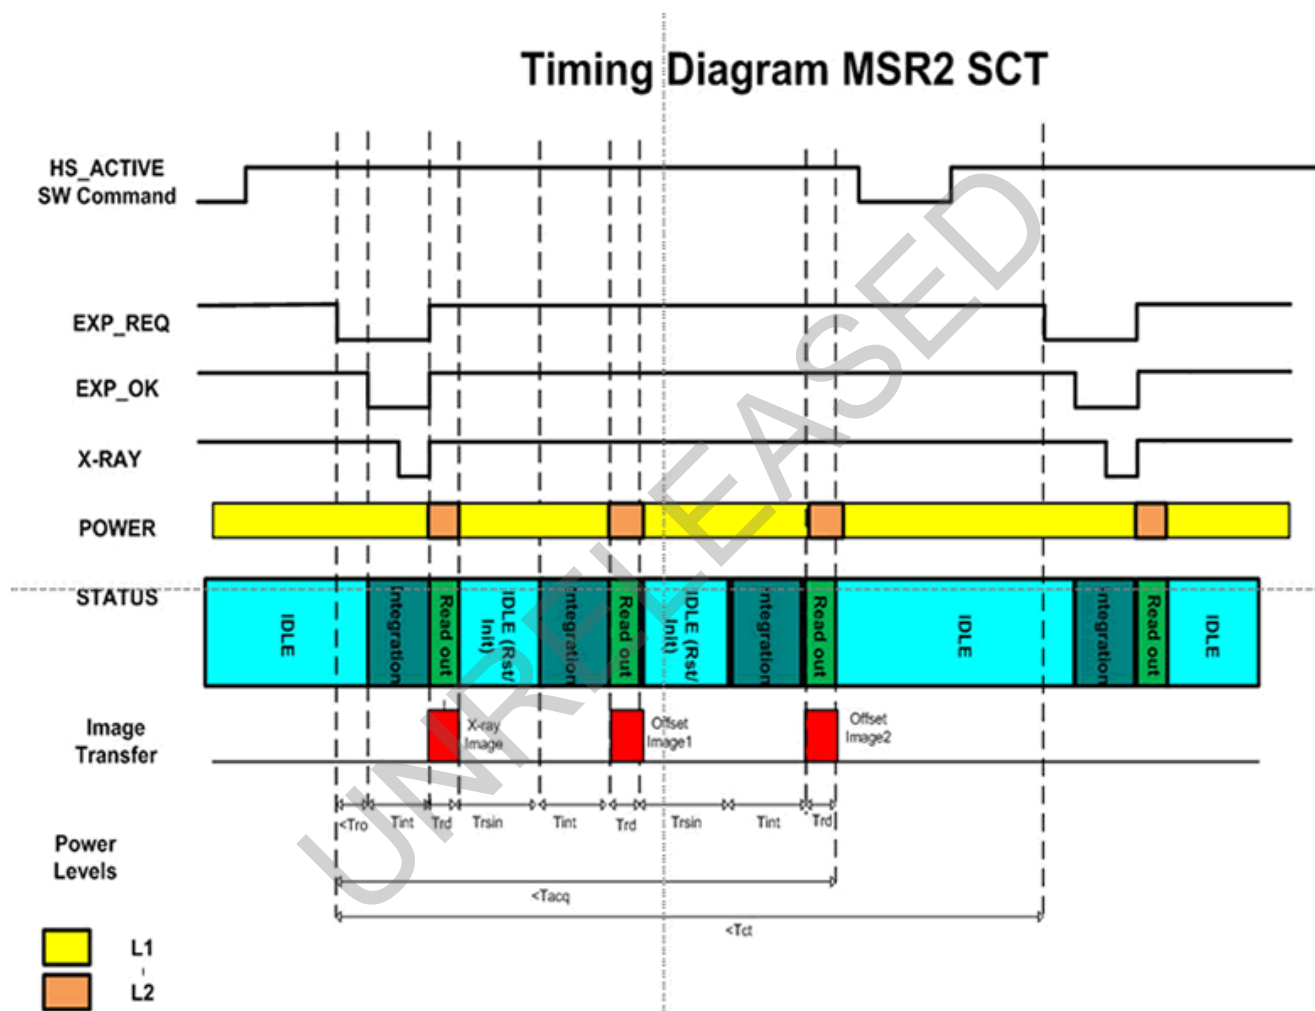 Timing Diagram MSR2 SCT
HS_ACTIVE
SW Command
EXP_REQ
EXP_OK
X-RAY
POWER
STATUS
IDLE
Integration
Read out
IDLE (Rst/
Init)
Integration
Read out
IDLE (Rst/
Init)
Integration
Read out
IDLE
Integration
Read out
IDLE
Image
Transfer
X-ray
Image
Offset
Image1
Offset
Image2
<Tro
Tint
Trd
Trsin
Tint
Trd
Trsin
Tint
Trd
<Tacq
<Tct
Power
Levels
L1
L2
UNRELEASED